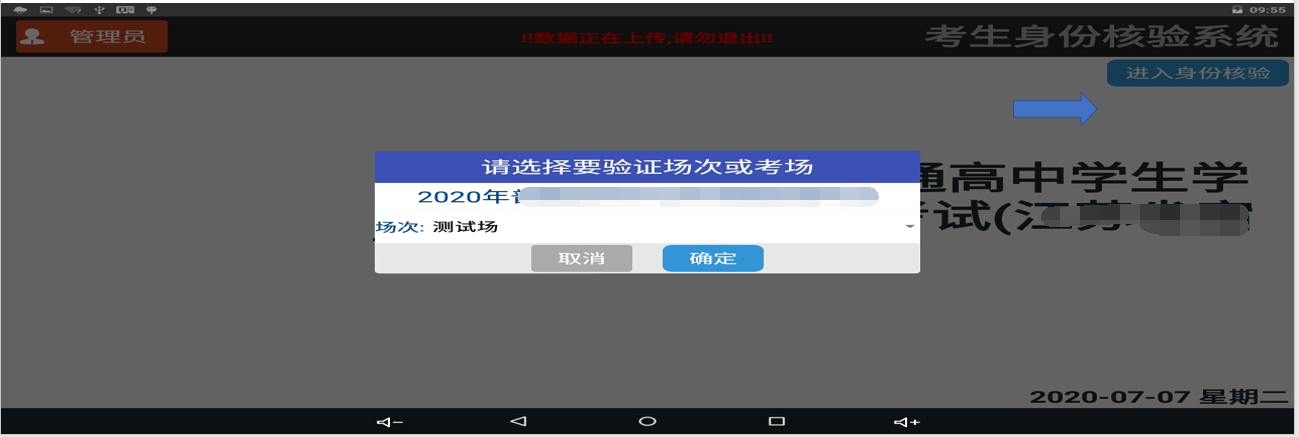 09:55
管理员
!!数据正在上传,请勿退出!!
考生身份核验系统
进入身份核验
请选择要验证场次或考场
2020年
场次: 测试场
取消
确定
通高中学生学
试(江苏省
2020-07-07 星期二